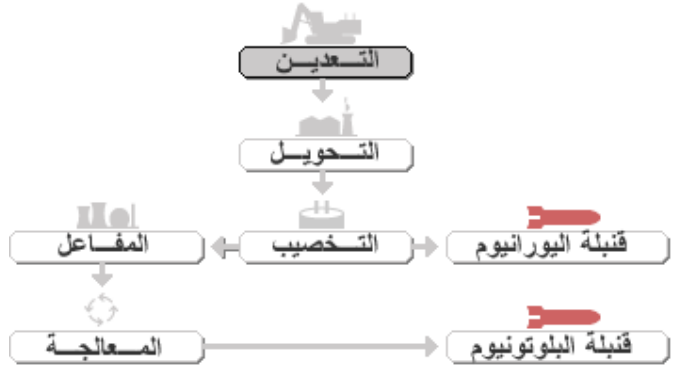 التعدين
التحويل
قنبلة اليورانيوم
التخصيب
المفاعل
قنبلة البلوتونيوم
المعالجة